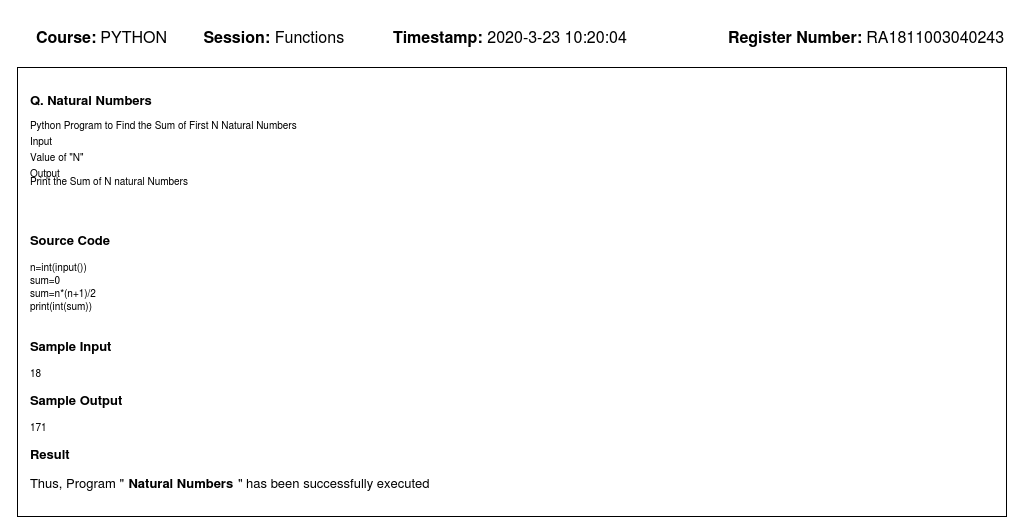 Course: PYTHON Session: Functions Timestamp: 2020-3-23 10:20:04 Register Number: RA1811003040243
Q. Natural Numbers
Python Program to Find the Sum of First N Natural Numbers
Input
Value of "N"
Output
Print the Sum of N natural Numbers
Source Code
n=int(input())
sum=0
sum=n*(n+1)/2
print(int(sum))
Sample Input
18
Sample Output
171
Result
Thus, Program " Natural Numbers " has been successfully executed